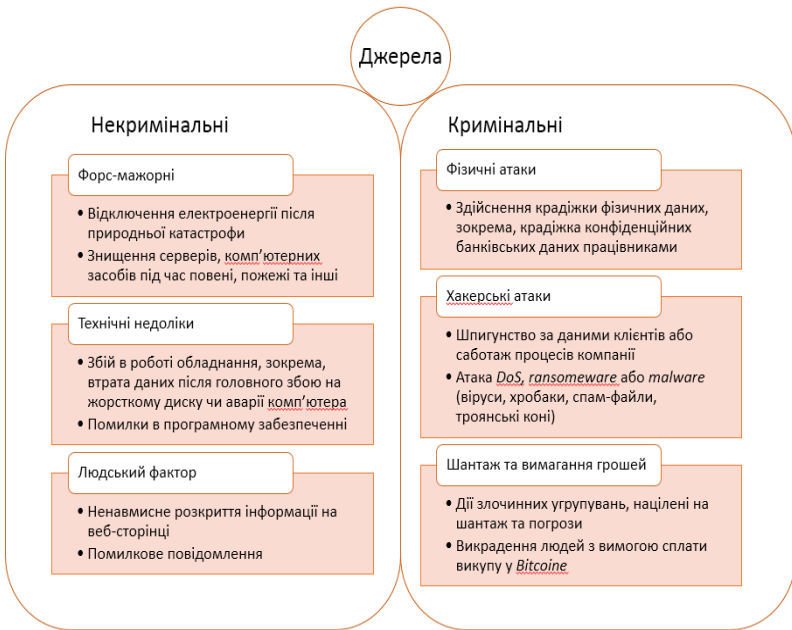 Джерела
Некримінальні
Форс-мажорні
• Відключення електроенергії після
природної катастрофи
• Знищення серверів, комп'ютерних
засобів під час повені, пожежі та інші
Технічні недоліки
• Збій в роботі обладнання, зокрема,
втрата даних після головного збою на
жорсткому диску чи аварії комп'ютера
• Помилки в програмному забезпеченні
Людський фактор
• Ненавмисне розкриття інформації на
веб-сторінці
• Помилкове повідомлення
Кримінальні
Фізичні атаки
• Здійснення крадіжки фізичних даних,
зокрема, крадіжка конфіденційних
банківських даних працівниками
Хакерські атаки
• Шпигунство за даними клієнтів або
саботаж процесів компанії
• Атака DoS, ransomeware або malware
(віруси, хробаки, спам-файли,
троянські коні)
Шантаж та вимагання грошей
• Дії злочинних угрупувань, націлені на
шантаж та погрози
• Викрадення людей з вимогою сплати
викупу у Bitcoine